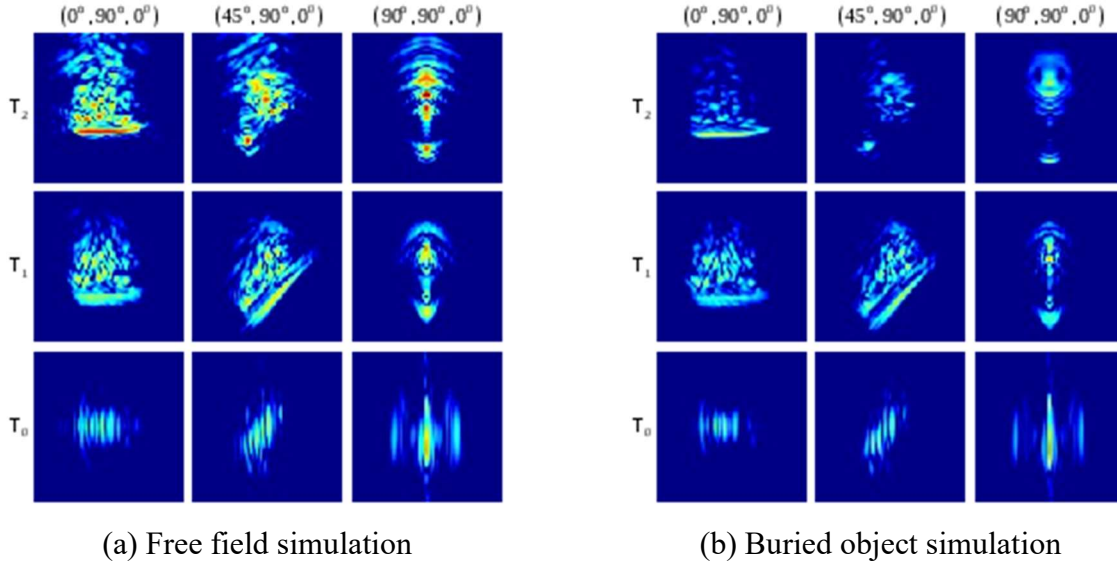 (0°,90°,0°) (45°,90°,0°) (90°,90°,0°) (0°,90°,0°) (45°,90°,0°) (90°,90°,0°)
T₂ T₂
T₁ T₁
T₀ T₀
(a) Free field simulation (b) Buried object simulation